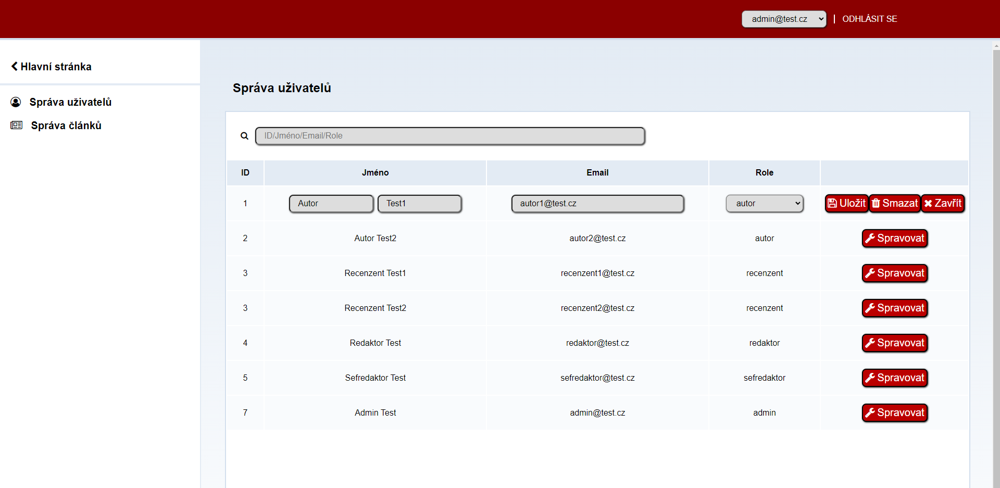 admin@test.cz | ODHLÁSIT SE
Hlavní stránka
Správa uživatelů
Správa článků
Správa uživatelů
ID/Jméno/Email/Role
ID Jméno Email Role
1 Autor Test1 autor1@test.cz autor Uložit Smazat Zavřít
2 Autor Test2 autor2@test.cz autor Spravovat
3 Recenzent Test1 recenzent1@test.cz recenzent Spravovat
3 Recenzent Test2 recenzent2@test.cz recenzent Spravovat
4 Redaktor Test redaktor@test.cz redaktor Spravovat
5 Sefredaktor Test sefredaktor@test.cz sefredaktor Spravovat
7 Admin Test admin@test.cz admin Spravovat